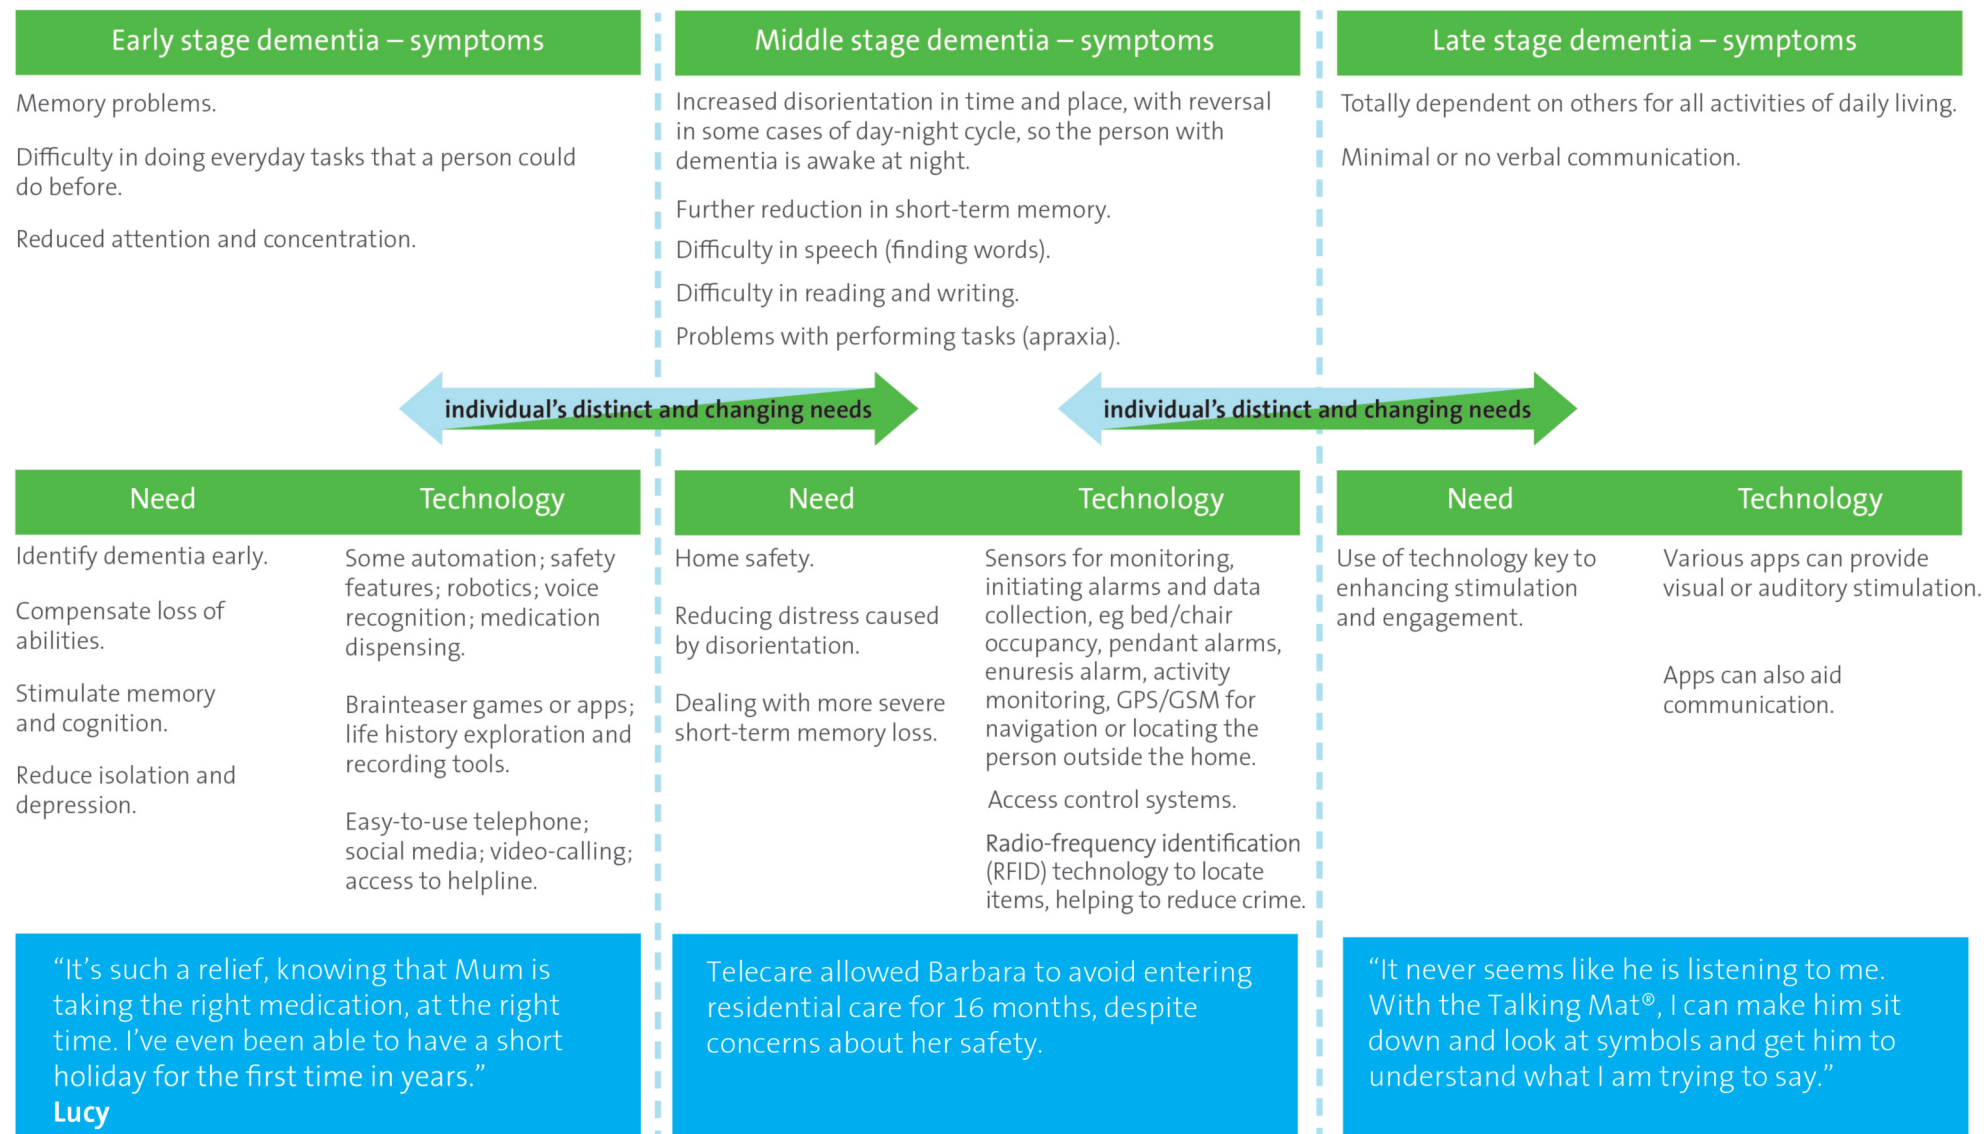 Early stage dementia – symptoms
Memory problems.
Difficulty in doing everyday tasks that a person could
do before.
Reduced attention and concentration.
Middle stage dementia – symptoms
Increased disorientation in time and place, with reversal
in some cases of day-night cycle, so the person with
dementia is awake at night.
Further reduction in short-term memory.
Difficulty in speech (finding words).
Difficulty in reading and writing.
Problems with performing tasks (apraxia).
Late stage dementia – symptoms
Totally dependent on others for all activities of daily living.
Minimal or no verbal communication.
individual's distinct and changing needs
individual's distinct and changing needs
Need
Identify dementia early.
Compensate loss of
abilities.
Stimulate memory
and cognition.
Reduce isolation and
depression.
Technology
Some automation; safety
features; robotics; voice
recognition; medication
dispensing.
Brainteaser games or apps;
life history exploration and
recording tools.
Easy-to-use telephone;
social media; video-calling;
access to helpline.
Need
Home safety.
Reducing distress caused
by disorientation.
Dealing with more severe
short-term memory loss.
Technology
Sensors for monitoring,
initiating alarms and data
collection, eg bed/chair
occupancy, pendant alarms,
enuresis alarm, activity
monitoring, GPS/GSM for
navigation or locating the
person outside the home.
Access control systems.
Radio-frequency identification
(RFID) technology to locate
items, helping to reduce crime.
Need
Use of technology key to
enhancing stimulation
and engagement.
Technology
Various apps can provide
visual or auditory stimulation.
Apps can also aid
communication.
“It’s such a relief, knowing that Mum is
taking the right medication, at the right
time. I’ve even been able to have a short
holiday for the first time in years.”
Lucy
Telecare allowed Barbara to avoid entering
residential care for 16 months, despite
concerns about her safety.
“It never seems like he is listening to me.
With the Talking Mat®, I can make him sit
down and look at symbols and get him to
understand what I am trying to say.”